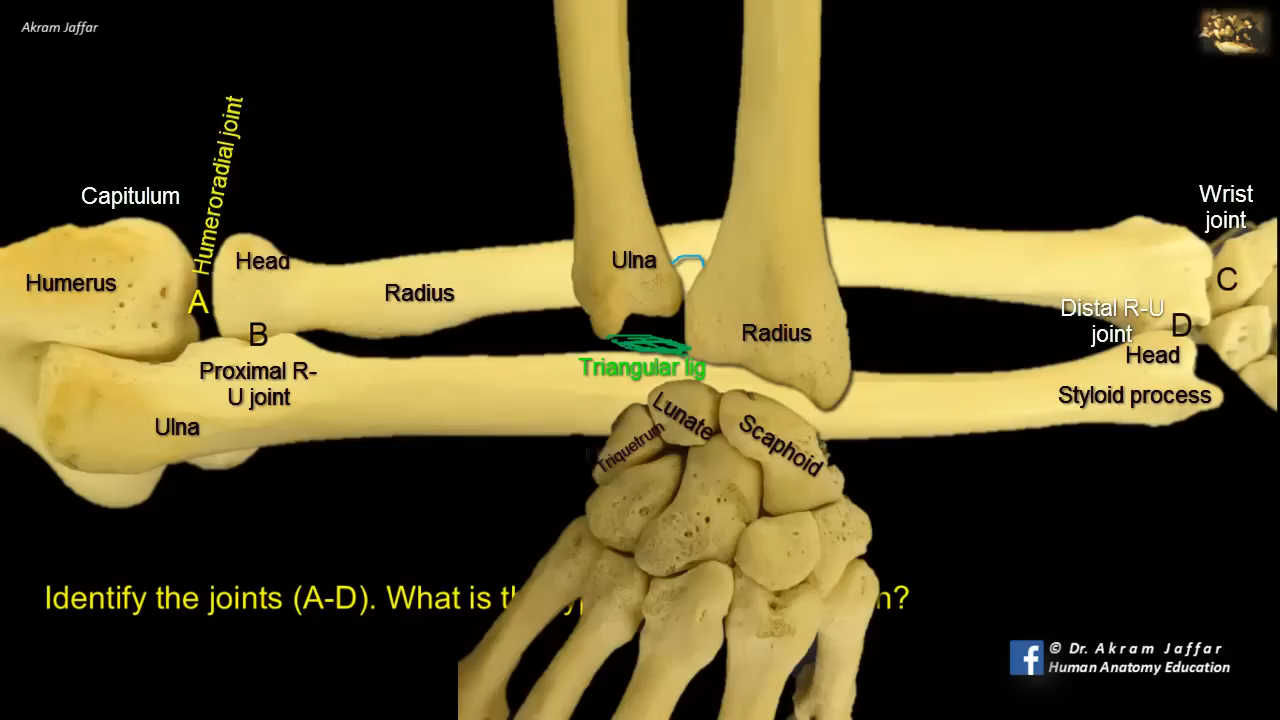 Akram Jaffar
Humeroradial joint
Capitulum
Wrist
joint
Humerus
Head
Ulna
Radius
A
C
B
Proximal R-
U joint
Ulna
Radius
Distal R-U
joint
D
Head
Styloid process
Triangular lig
Lunate
Triquetrum
Scaphoid
Identify the joints (A-D). What is
f
© Dr. Akram Jaffar
Human Anatomy Education